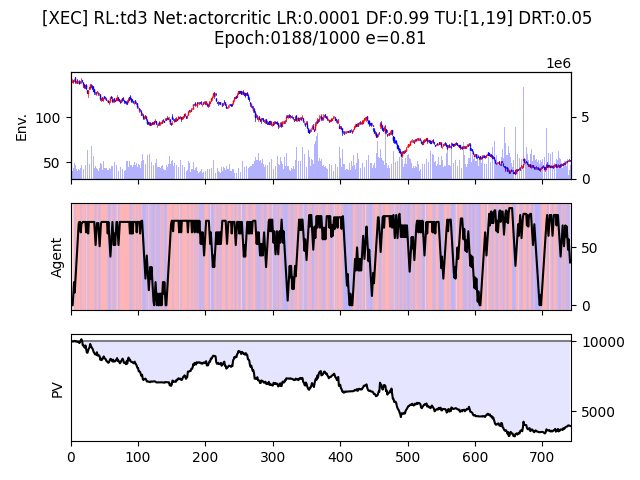 [XEC] RL:td3 Net:actorcritic LR:0.0001 DF:0.99 TU:[1,19] DRT:0.05
Epoch:0188/1000 e=0.81
1e6
Env.
100
50
5
0
Agent
50
0
PV
10000
5000
0 100 200 300 400 500 600 700